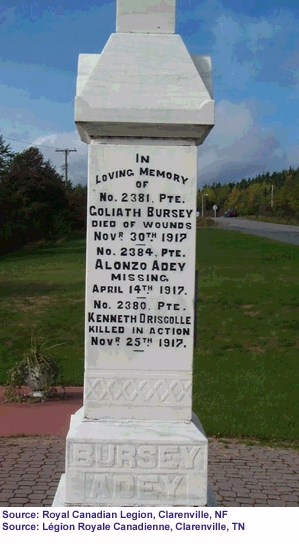 IN
LOVING MEMORY
OF
NO. 2381, PTE.
GOLIATH BURSEY
DIED OF WOUNDS
NOVR 30TH 1917
NO. 2384, PTE.
ALONZO ADEY
MISSING
APRIL 14TH 1917.
NO. 2380, PTE.
KENNETH DRISCOLLE
KILLED IN ACTION
NOVR 25TH, 1917.
BURSEY
ADEY
Source: Royal Canadian Legion, Clarenville, NF
Source: Légion Royale Canadienne, Clarenville, TN